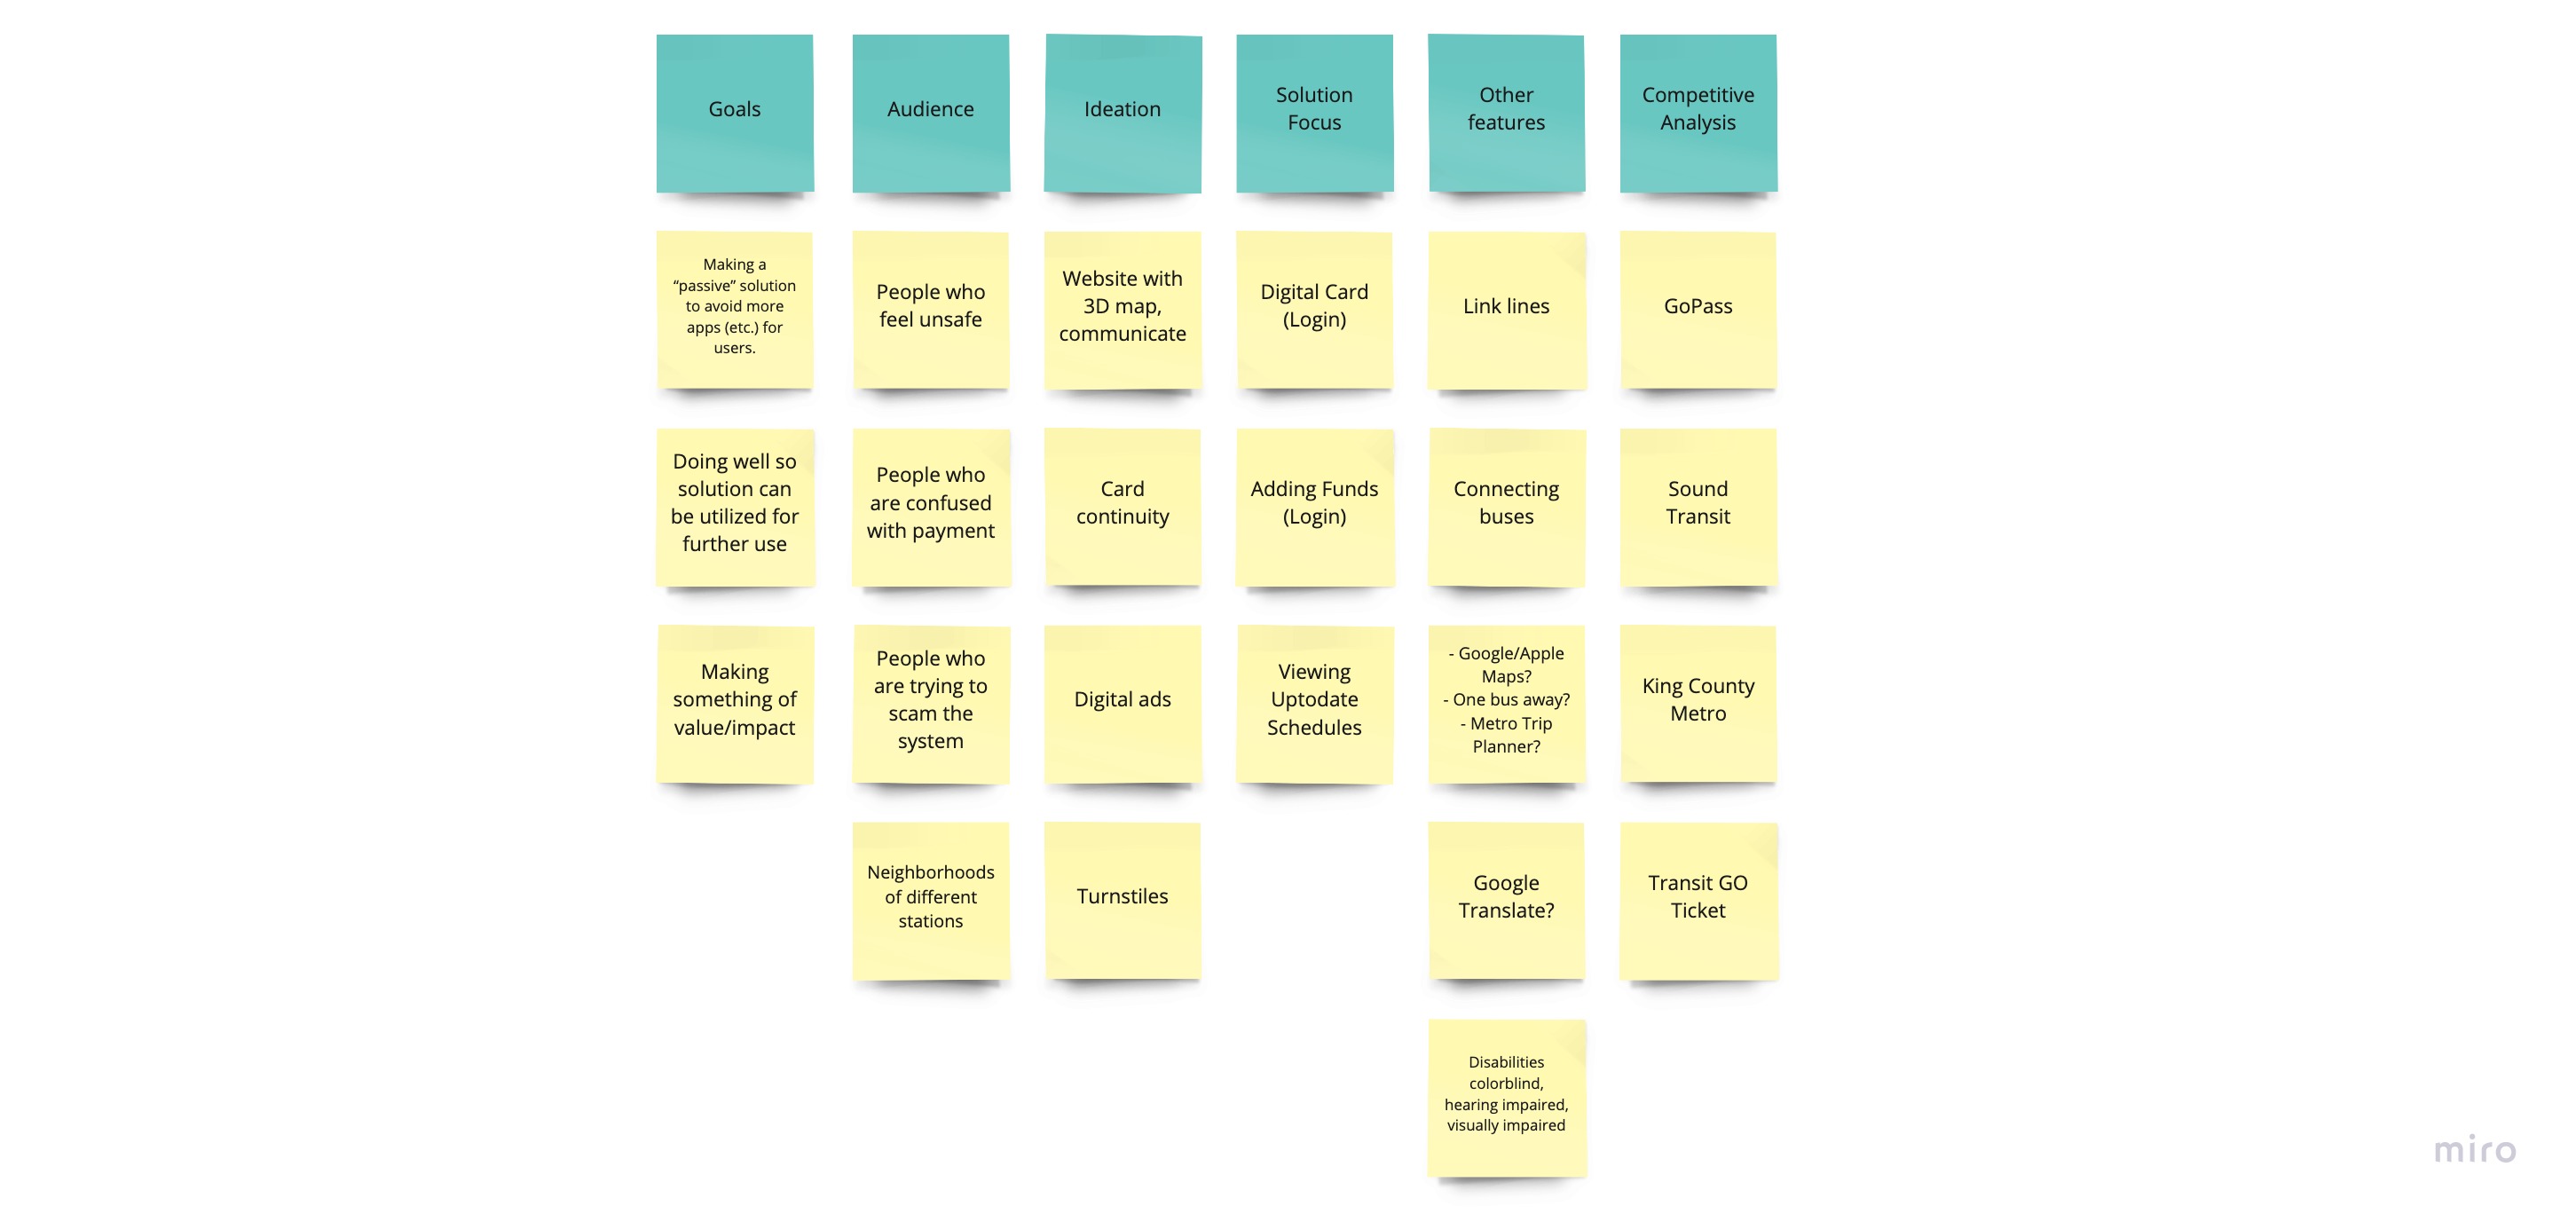 Goals
Audience
Ideation
Solution
Focus
Other
features
Competitive
Analysis
Making a
“passive” solution
to avoid more
apps (etc.) for
users.
People who
feel unsafe
Website with
3D map,
communicate
Digital Card
(Login)
Link lines
GoPass
Doing well so
solution can
be utilized for
further use
People who
are confused
with payment
Card
continuity
Adding Funds
(Login)
Connecting
buses
Sound
Transit
Making
something of
value/impact
People who
are trying to
scam the
system
Digital ads
Viewing
Uptodate
Schedules
- Google/Apple
Maps?
- One bus away?
- Metro Trip
Planner?
King County
Metro
Neighborhoods
of different
stations
Turnstiles
Google
Translate?
Transit GO
Ticket
Disabilities
colorblind,
hearing impaired,
visually impaired
miro